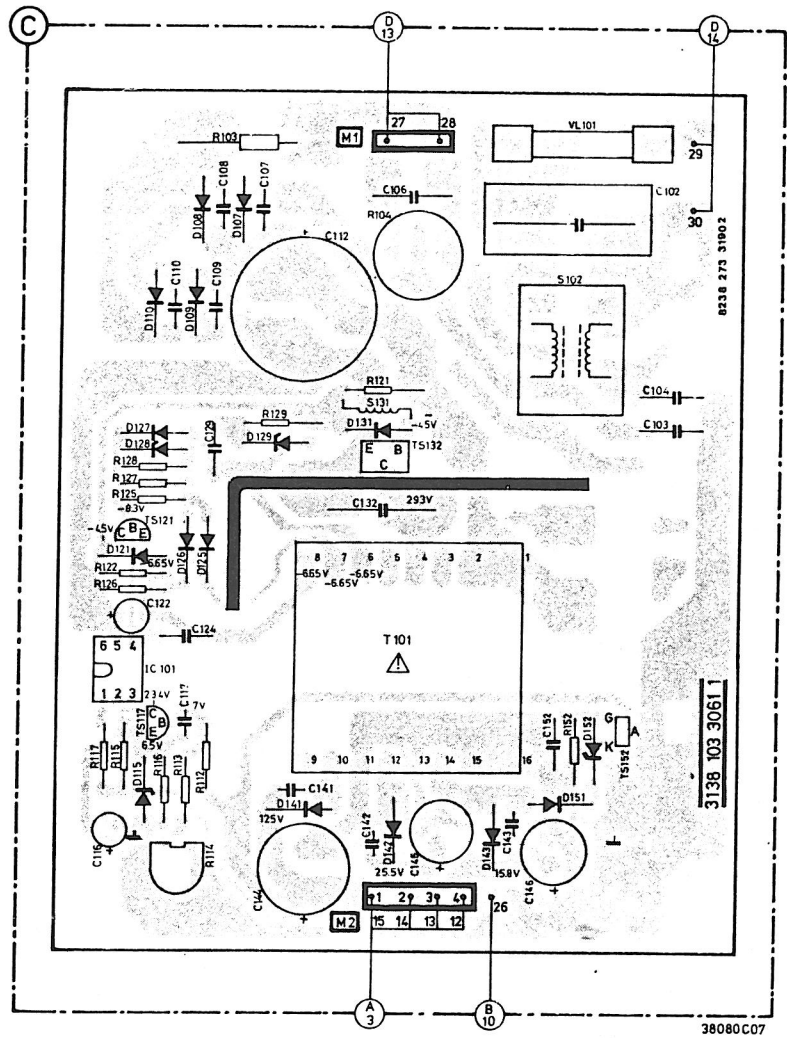 C
D 13
D 14
27 28
M1
VL101
29
R103
C108
C107
C106
C102
R104
30
D108
D107
C112
8238 273 31902
C110
C109
S102
D110
D109
R121
S131
C104
-45V
D127
R129
D131
C103
D128
C129
D129
E B
C
TS132
R128
R127
R125
-8.3V
C132
293V
TS121
-45V
C B E
D121
-6.65V
D126
D125
R122
R126
C122
8 7 6 5 4 3 2 1
-6.65V -6.65V
-6.65V
C124
6 5 4
IC 101
1 2 3
T101
234V
C117
7V
C
B
E
TS117
6.5V
G
A
K
TS152
C152
R152
D152
3138 103 3061 1
R117
R115
D115
R116
R113
R112
9 10 11 12 13 14 15 16
C141
D141
125V
D151
C142
D142
25.5V
C145
D143
15.8V
C143
C146
C116
R114
C144
1 2 3 4
26
M2
15 14 13 12
A 3
B 10
38080C07